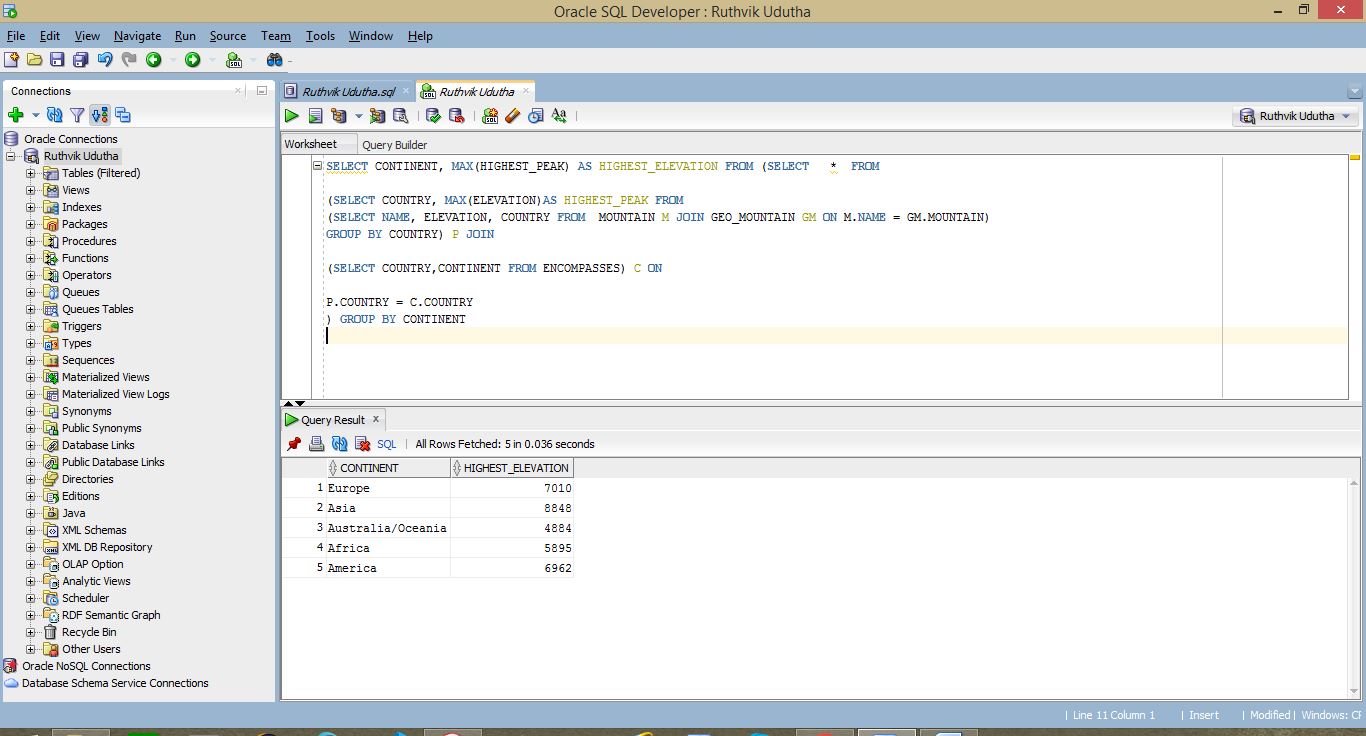 Oracle SQL Developer : Ruthvik Udutha
File Edit View Navigate Run Source Team Tools Window Help
Connections
Oracle Connections
Ruthvik Udutha
Tables (Filtered)
Views
Indexes
Packages
Procedures
Functions
Operators
Queues
Queues Tables
Triggers
Types
Sequences
Materialized Views
Materialized View Logs
Synonyms
Public Synonyms
Database Links
Public Database Links
Directories
Editions
Java
XML Schemas
XML DB Repository
OLAP Option
Analytic Views
Scheduler
RDF Semantic Graph
Recycle Bin
Other Users
Oracle NoSQL Connections
Database Schema Service Connections
Ruthvik Udutha.sql Ruthvik Udutha
Ruthvik Udutha
Worksheet Query Builder
SELECT CONTINENT, MAX(HIGHEST_PEAK) AS HIGHEST_ELEVATION FROM (SELECT * FROM
(SELECT COUNTRY, MAX(ELEVATION)AS HIGHEST_PEAK FROM
(SELECT NAME, ELEVATION, COUNTRY FROM MOUNTAIN M JOIN GEO_MOUNTAIN GM ON M.NAME = GM.MOUNTAIN)
GROUP BY COUNTRY) P JOIN
(SELECT COUNTRY,CONTINENT FROM ENCOMPASSES) C ON
P.COUNTRY = C.COUNTRY
) GROUP BY CONTINENT
Query Result
SQL | All Rows Fetched: 5 in 0.036 seconds
CONTINENT HIGHEST_ELEVATION
1 Europe 7010
2 Asia 8848
3 Australia/Oceania 4884
4 Africa 5895
5 America 6962
| Line 11 Column 1 | Insert | Modified | Windows: CF